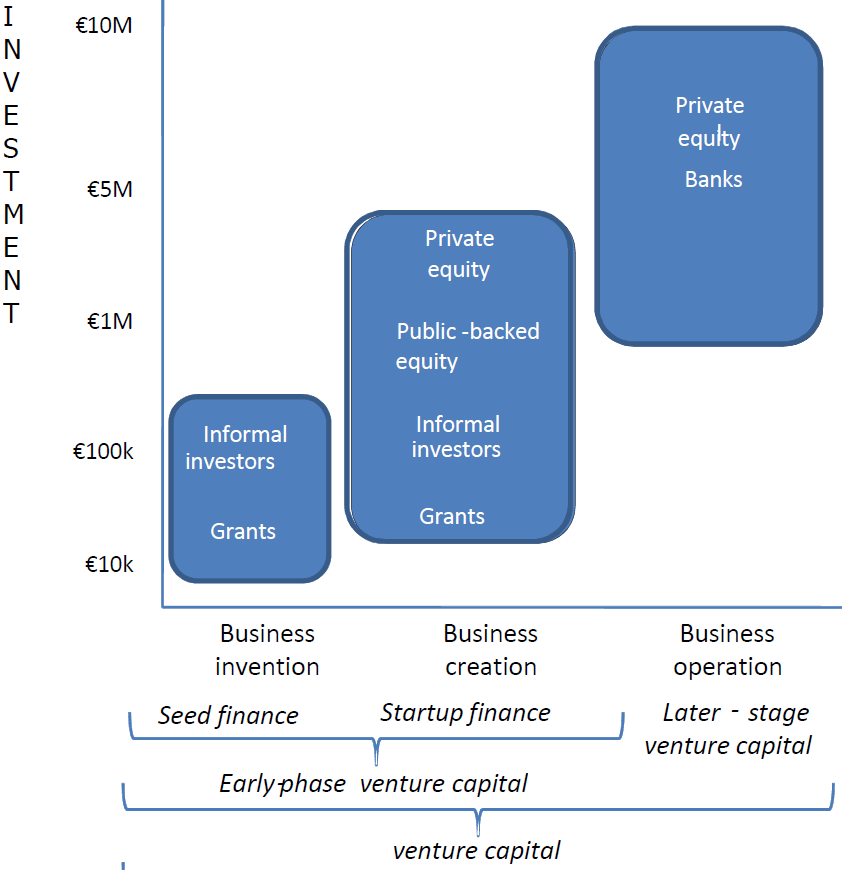 INVESTMENT
€10M
€5M
€1M
€100k
€10k
Informal
investors
Grants
Private
equity
Public -backed
equity
Informal
investors
Grants
Private
equity
Banks
Business
invention
Business
creation
Business
operation
Seed finance
Startup finance
Later - stage
venture capital
Early-phase venture capital
venture capital